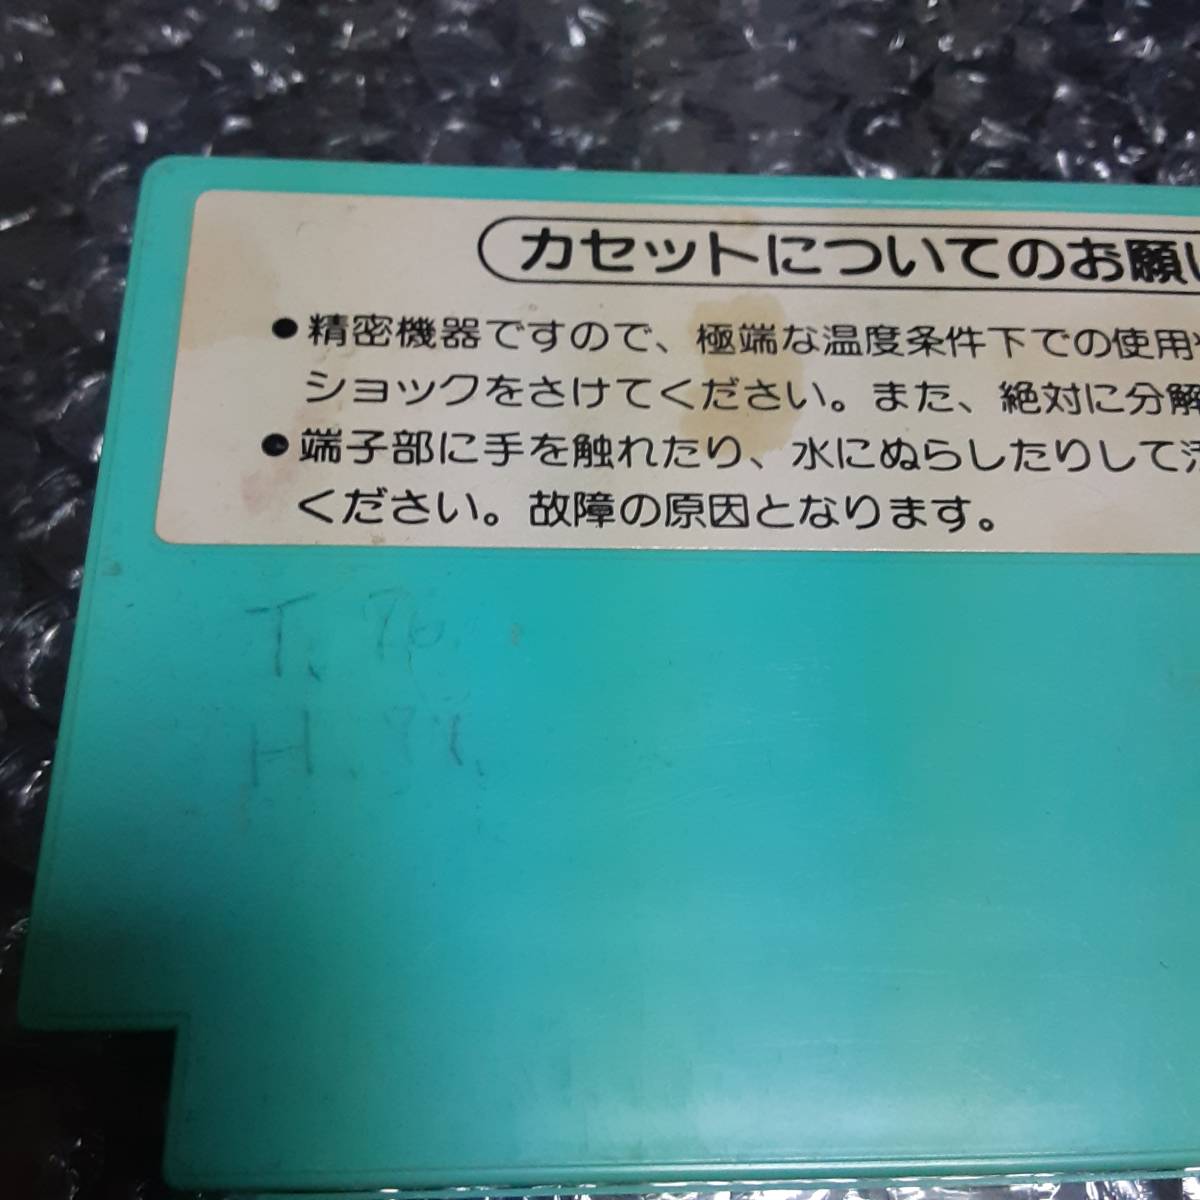 カセットについてのお願い
●精密機器ですので、極端な温度条件下での使用や
ショックをさけてください。また、絶対に分解
●端子部に手を触れたり、水にぬらしたりして汚
ください。故障の原因となります。
T.
H.